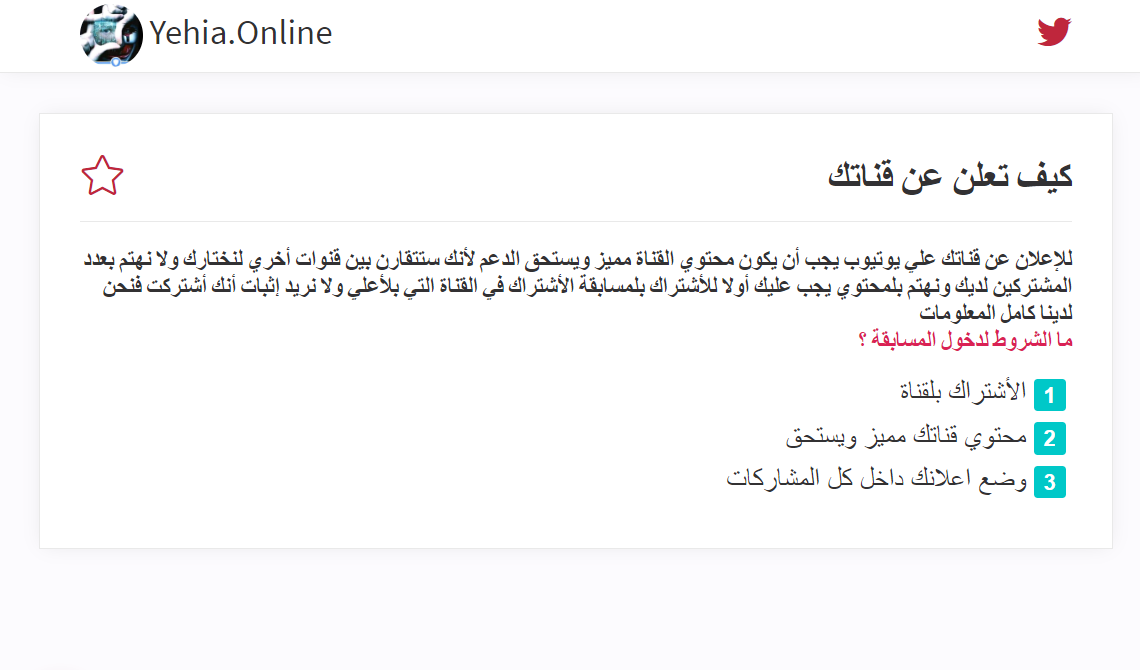 Yehia.Online
كيف تعلن عن قناتك
للإعلان عن قناتك علي يوتيوب يجب أن يكون محتوي القناة مميز ويستحق الدعم لأنك ستتقارن بين قنوات أخري لنختارك ولا نهتم بعدد
المشتركين لديك ونهتم بلمحتوي يجب عليك أولا للأشتراك بلمسابقة الأشتراك في القناة التي بلأعلي ولا نريد إثبات أنك أشتركت فنحن
لدينا كامل المعلومات
ما الشروط لدخول المسابقة ؟
1 الأشتراك بلقناة
2 محتوي قناتك مميز ويستحق
3 وضع اعلانك داخل كل المشاركات